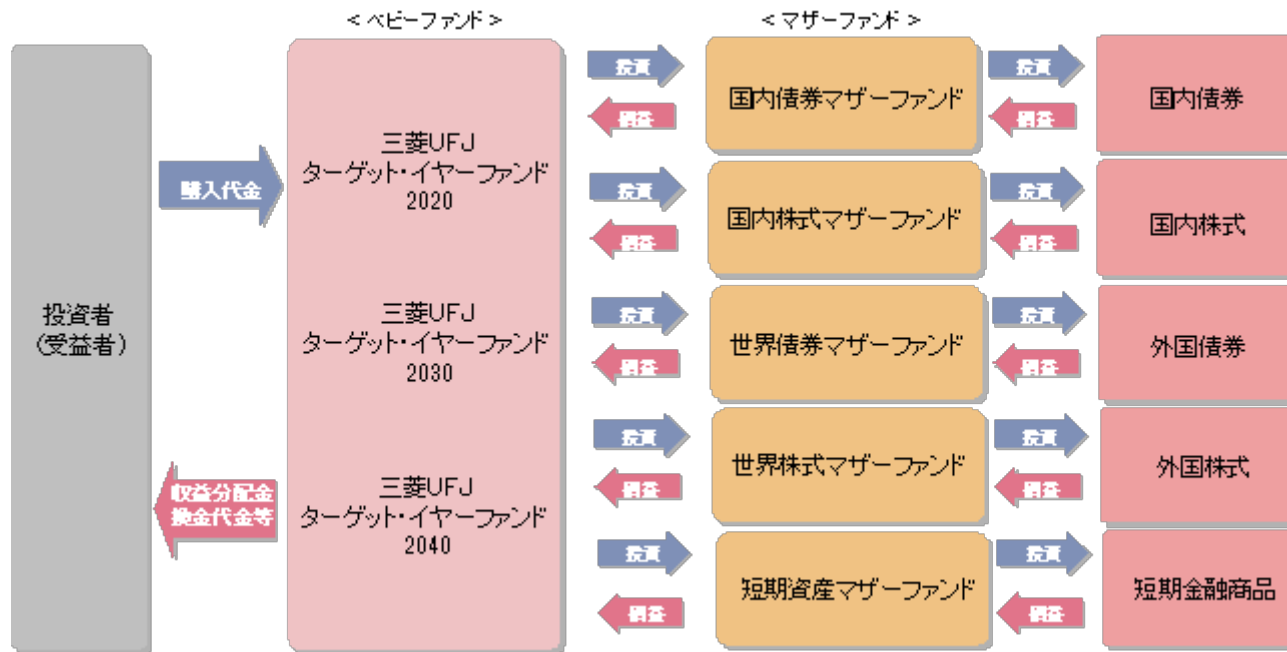 ＜ベビーファンド＞
＜マザーファンド＞
投資者
（受益者）
購入代金
収益分配金
換金代金等
三菱UFJ
ターゲット・イヤーファンド
2020
三菱UFJ
ターゲット・イヤーファンド
2030
三菱UFJ
ターゲット・イヤーファンド
2040
投資
損益
国内債券マザーファンド
投資
損益
国内債券
投資
損益
国内株式マザーファンド
投資
損益
国内株式
投資
損益
世界債券マザーファンド
投資
損益
外国債券
投資
損益
世界株式マザーファンド
投資
損益
外国株式
投資
損益
短期資産マザーファンド
投資
損益
短期金融商品